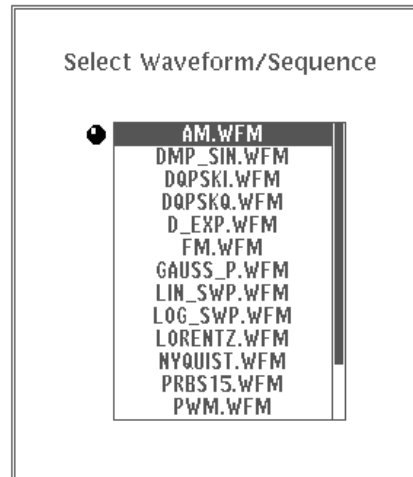 Select Waveform/Sequence
AM.WFM
DMP_SIN.WFM
DQPSKI.WFM
DQPSKQ.WFM
D_EXP.WFM
FM.WFM
GAUSS_P.WFM
LIN_SWP.WFM
LOG_SWP.WFM
LORENTZ.WFM
NYQUIST.WFM
PRBS15.WFM
PWM.WFM